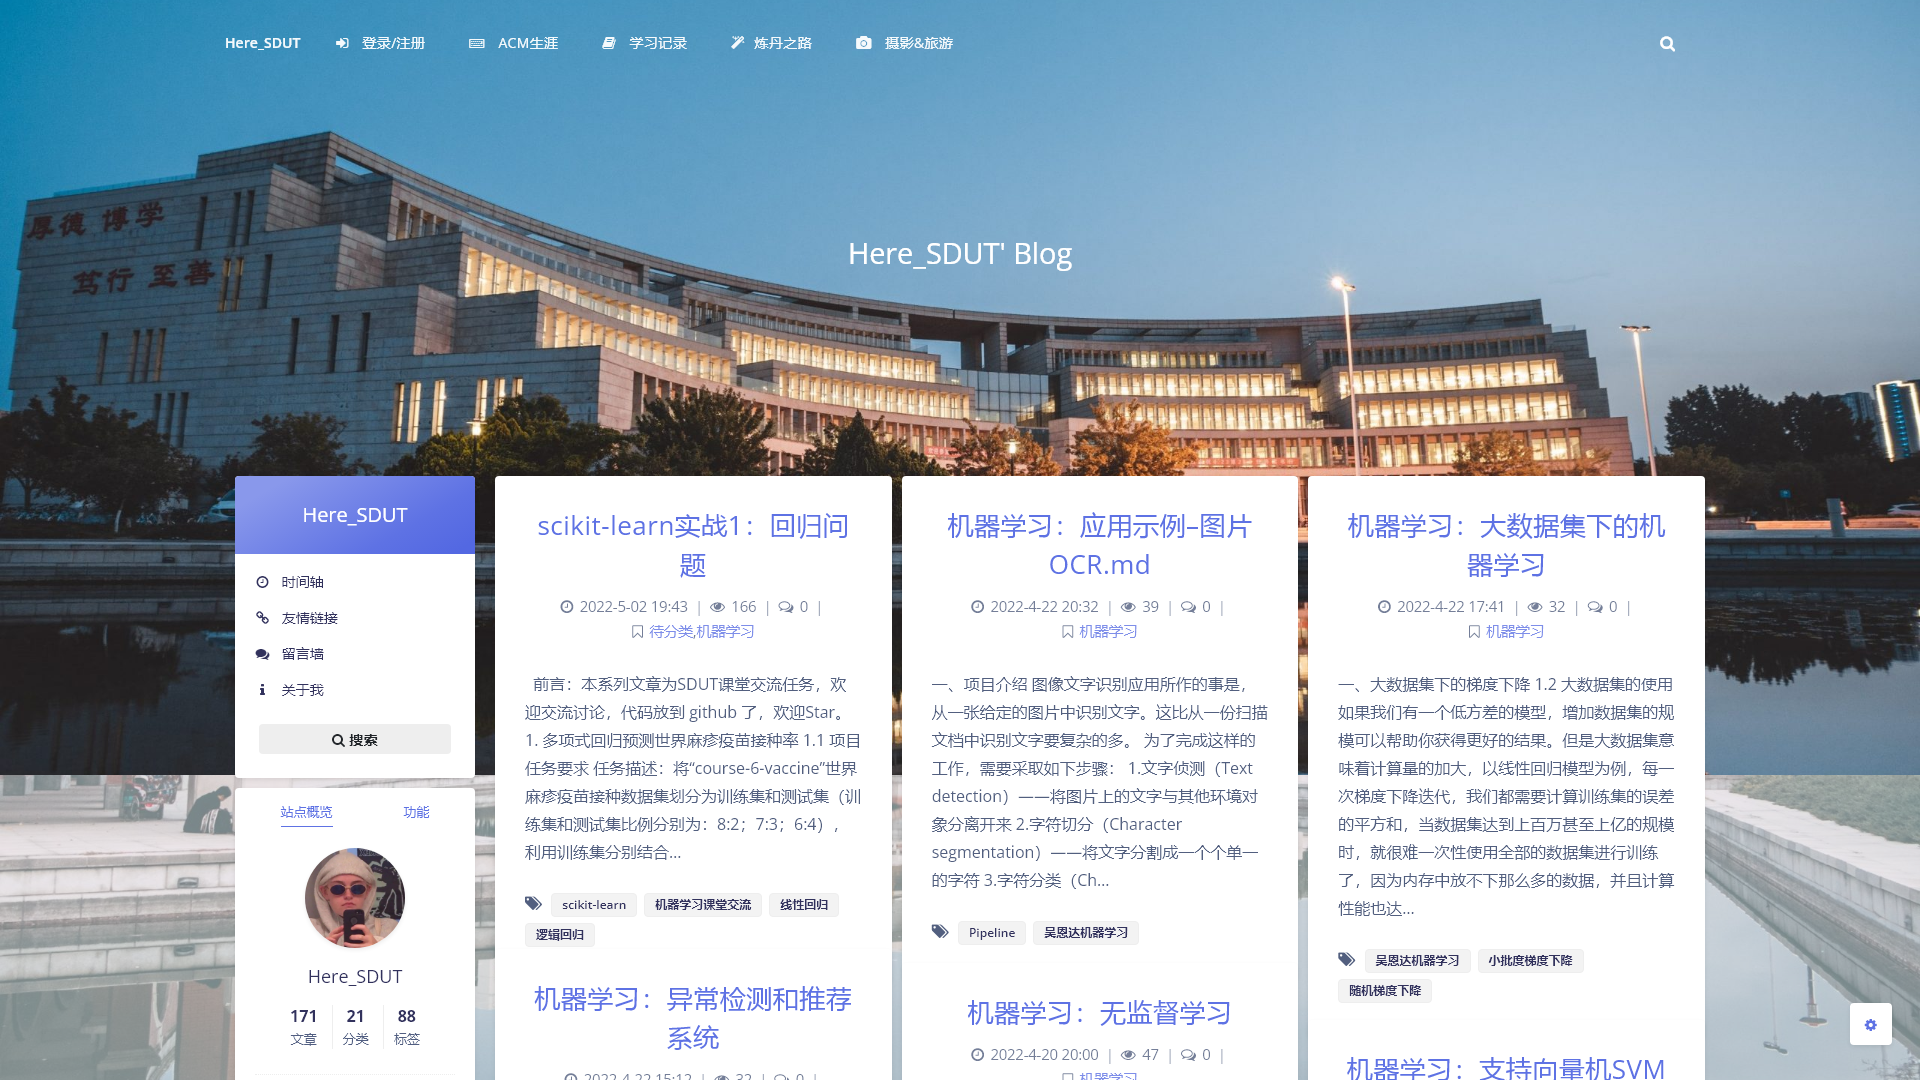 Here_SDUT
登录/注册
ACM生涯
学习记录
炼丹之路
摄影&旅游
厚德 博学
笃行 至善
Here_SDUT' Blog
Here_SDUT
时间轴
友情链接
留言墙
关于我
搜索
站点概览
功能
Here_SDUT
171
文章
21
分类
88
标签
scikit-learn实战1：回归问
题
2022-5-02 19:43 | 166 | 0 |
待分类,机器学习
前言：本系列文章为SDUT课堂交流任务，欢
迎交流讨论，代码放到 github 了，欢迎Star。
1. 多项式回归预测世界麻疹疫苗接种率 1.1 项目
任务要求 任务描述：将“course-6-vaccine”世界
麻疹疫苗接种数据集划分为训练集和测试集（训
练集和测试集比例分别为：8:2；7:3；6:4），
利用训练集分别结合…
scikit-learn
机器学习课堂交流
线性回归
逻辑回归
机器学习：异常检测和推荐
系统
2022-4-22 15:12 | 32 | 0 |
机器学习：应用示例–图片
OCR.md
2022-4-22 20:32 | 39 | 0 |
机器学习
一、项目介绍 图像文字识别应用所作的事是，
从一张给定的图片中识别文字。这比从一份扫描
文档中识别文字要复杂的多。 为了完成这样的
工作，需要采取如下步骤： 1.文字侦测（Text
detection）——将图片上的文字与其他环境对
象分离开来 2.字符切分（Character
segmentation）——将文字分割成一个个单一
的字符 3.字符分类（Ch…
Pipeline
吴恩达机器学习
机器学习：无监督学习
2022-4-20 20:00 | 47 | 0 |
机器学习
机器学习：大数据集下的机
器学习
2022-4-22 17:41 | 32 | 0 |
机器学习
一、大数据集下的梯度下降 1.2 大数据集的使用
如果我们有一个低方差的模型，增加数据集的规
模可以帮助你获得更好的结果。但是大数据集意
味着计算量的加大，以线性回归模型为例，每一
次梯度下降迭代，我们都需要计算训练集的误差
的平方和，当数据集达到上百万甚至上亿的规模
时，就很难一次性使用全部的数据集进行训练
了，因为内存中放不下那么多的数据，并且计算
性能也达…
吴恩达机器学习
小批度梯度下降
随机梯度下降
机器学习：支持向量机SVM